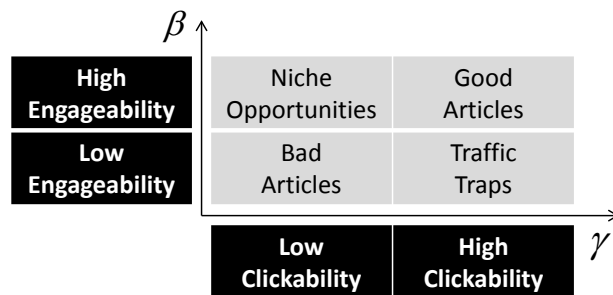 β
High
Engageability
Niche
Opportunities
Good
Articles
Low
Engageability
Bad
Articles
Traffic
Traps
Low
Clickability
High
Clickability
γ